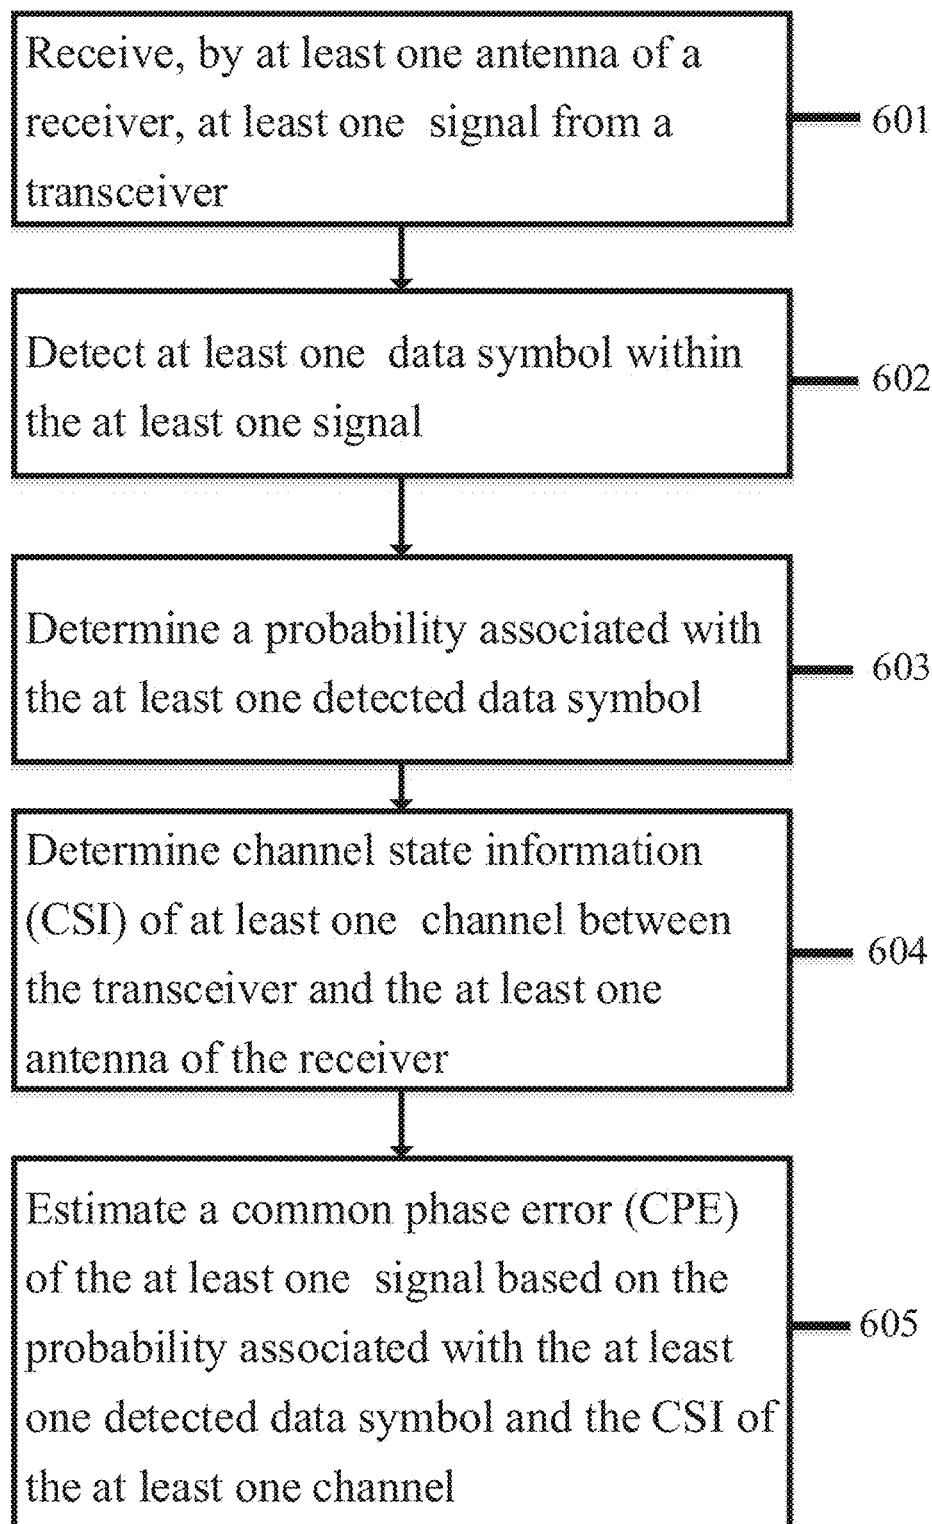 Receive, by at least one antenna of a
receiver, at least one signal from a
transceiver
601
Detect at least one data symbol within
the at least one signal
602
Determine a probability associated with
the at least one detected data symbol
603
Determine channel state information
(CSI) of at least one channel between
the transceiver and the at least one
antenna of the receiver
604
Estimate a common phase error (CPE)
of the at least one signal based on the
probability associated with the at least
one detected data symbol and the CSI of
the at least one channel
605